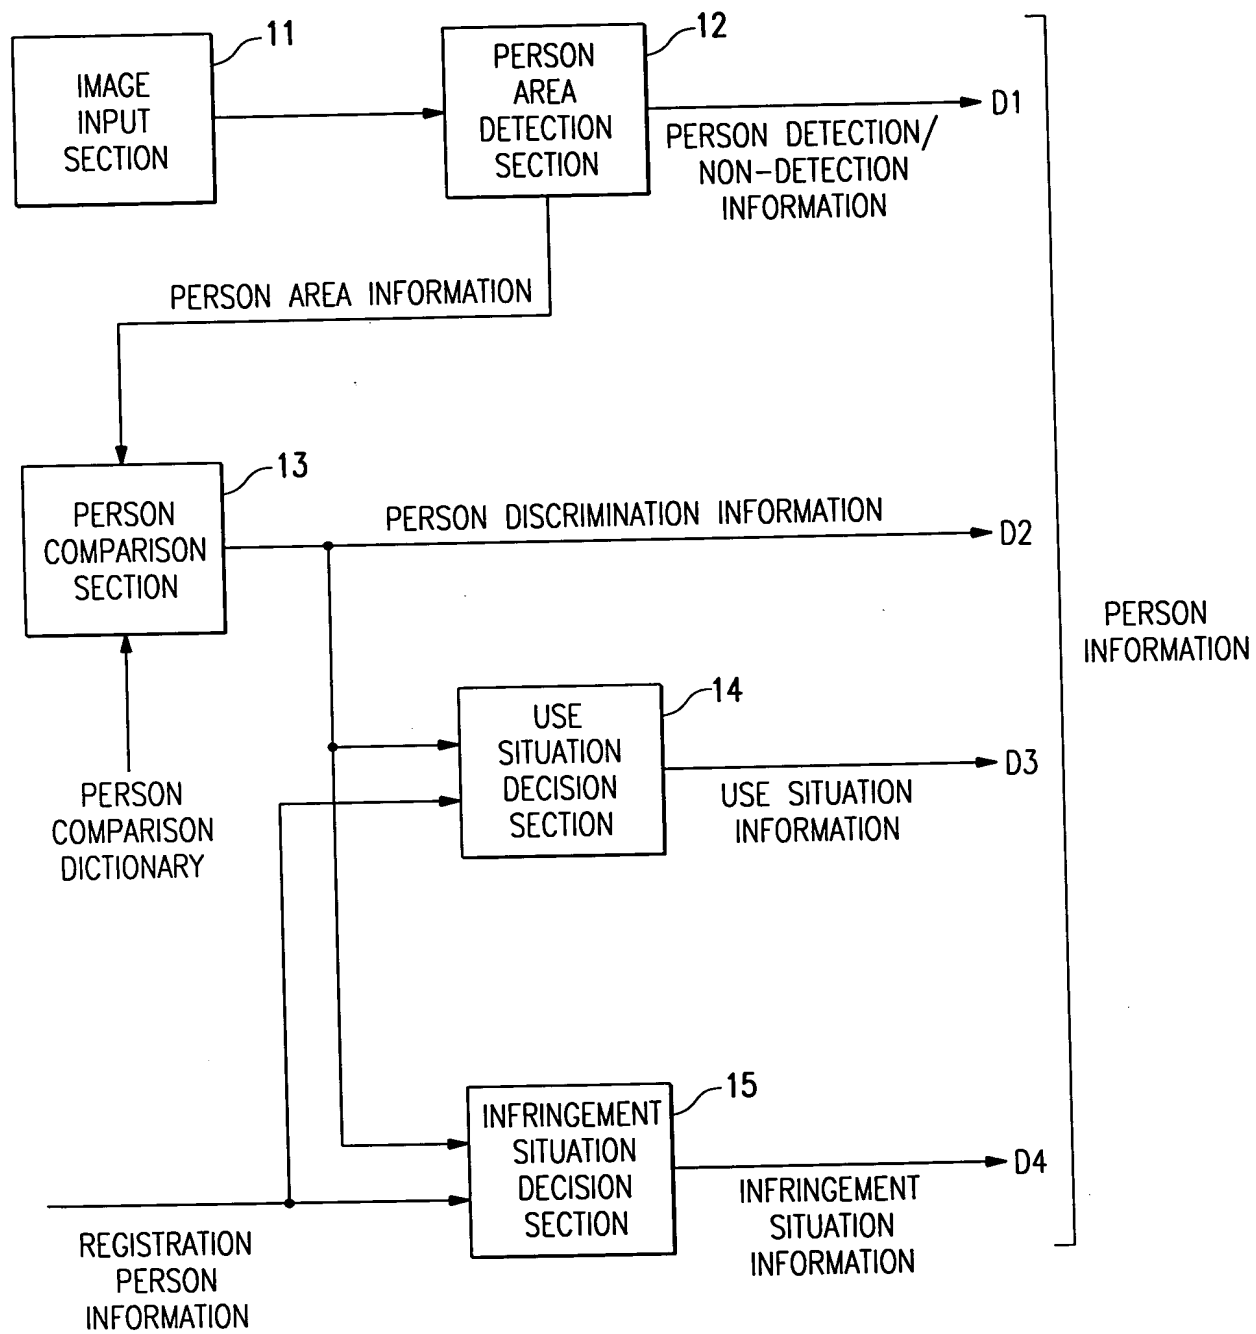 11
IMAGE
INPUT
SECTION
12
PERSON
AREA
DETECTION
SECTION
D1
PERSON DETECTION/
NON-DETECTION
INFORMATION
PERSON AREA INFORMATION
13
PERSON
COMPARISON
SECTION
PERSON DISCRIMINATION INFORMATION
D2
PERSON
INFORMATION
14
USE
SITUATION
DECISION
SECTION
D3
USE SITUATION
INFORMATION
PERSON
COMPARISON
DICTIONARY
15
INFRINGEMENT
SITUATION
DECISION
SECTION
D4
INFRINGEMENT
SITUATION
INFORMATION
REGISTRATION
PERSON
INFORMATION